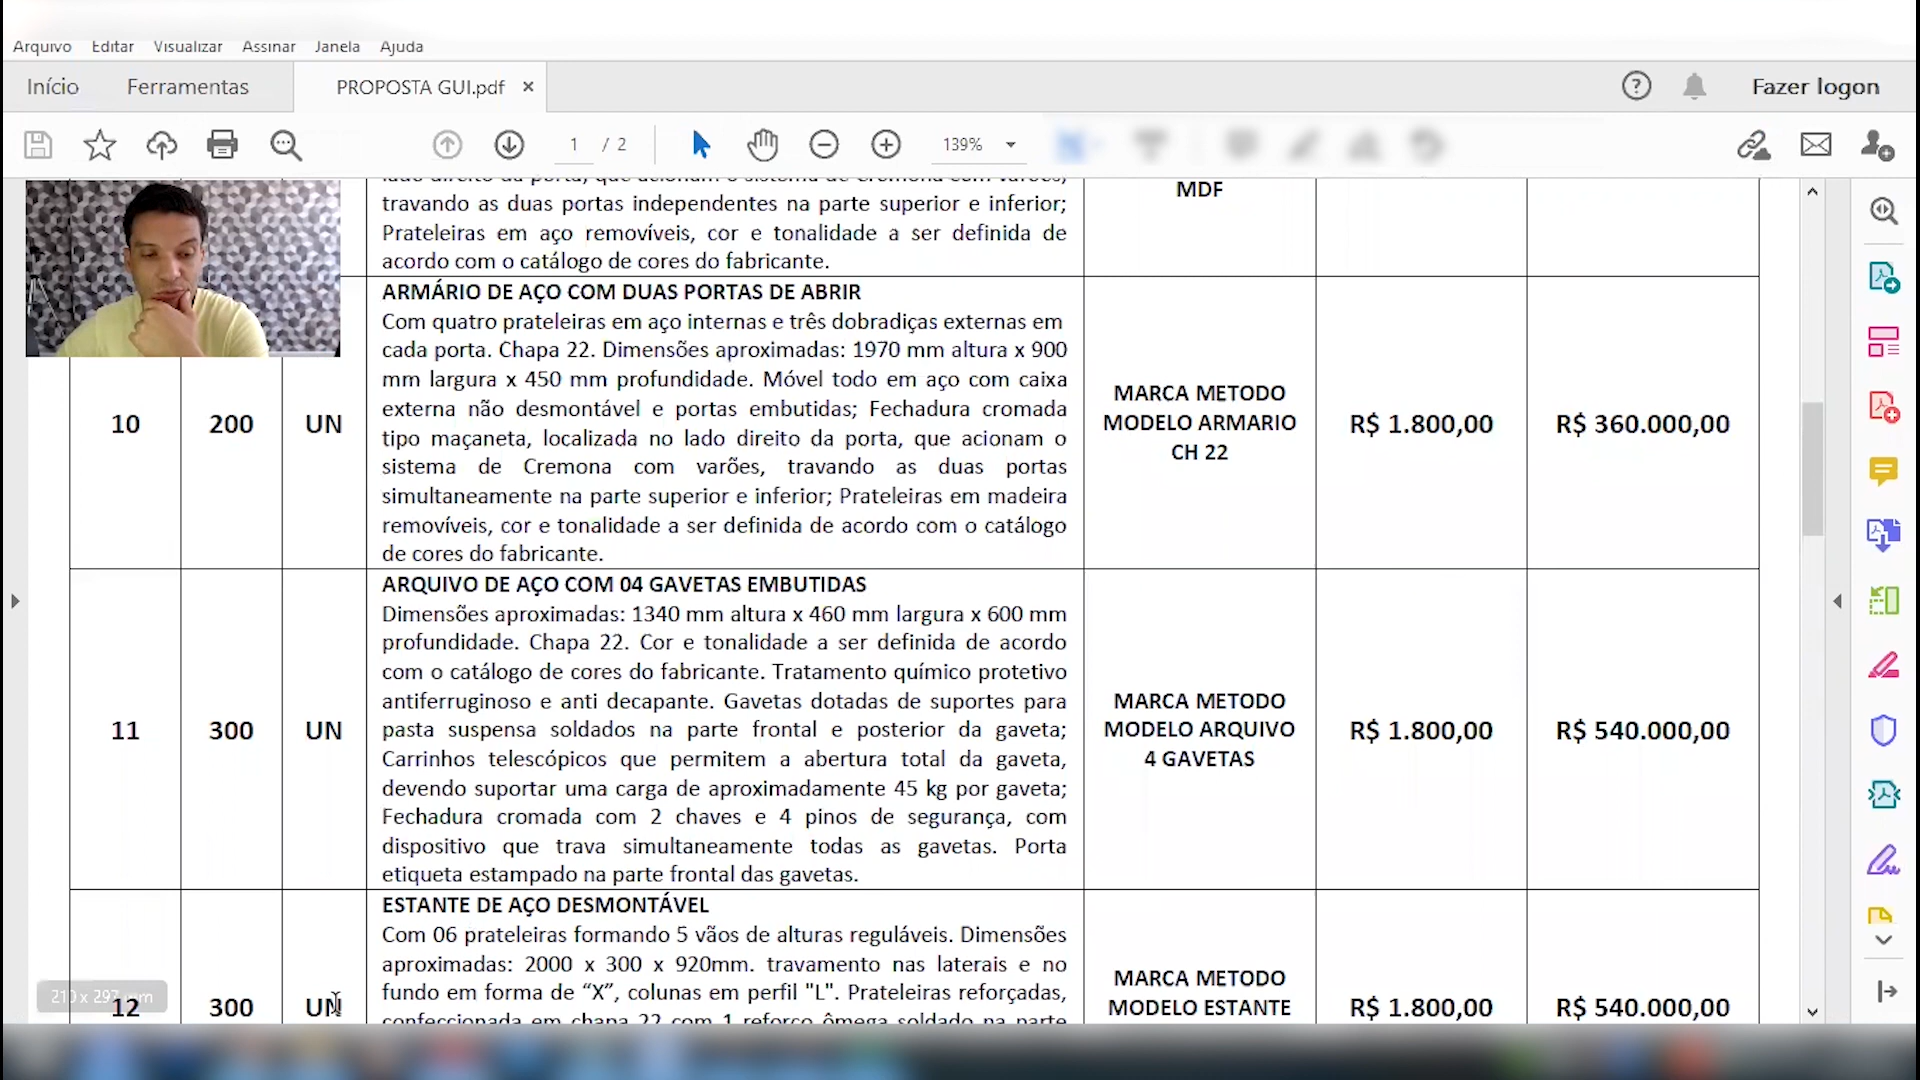 Arquivo Editar Visualizar Assinar Janela Ajuda
Início Ferramentas PROPOSTA GUI.pdf × Fazer logon
1 / 2 139%
travando as duas portas independentes na parte superior e inferior;
Prateleiras em aço removíveis, cor e tonalidade a ser definida de
acordo com o catálogo de cores do fabricante.
MDF
10
200
UN
ARMÁRIO DE AÇO COM DUAS PORTAS DE ABRIR
Com quatro prateleiras em aço internas e três dobradiças externas em
cada porta. Chapa 22. Dimensões aproximadas: 1970 mm altura x 900
mm largura x 450 mm profundidade. Móvel todo em aço com caixa
externa não desmontável e portas embutidas; Fechadura cromada
tipo maçaneta, localizada no lado direito da porta, que acionam o
sistema de Cremona com varões, travando as duas portas
simultaneamente na parte superior e inferior; Prateleiras em madeira
removíveis, cor e tonalidade a ser definida de acordo com o catálogo
de cores do fabricante.
MARCA METODO
MODELO ARMARIO
CH 22
R$ 1.800,00
R$ 360.000,00
11
300
UN
ARQUIVO DE AÇO COM 04 GAVETAS EMBUTIDAS
Dimensões aproximadas: 1340 mm altura x 460 mm largura x 600 mm
profundidade. Chapa 22. Cor e tonalidade a ser definida de acordo
com o catálogo de cores do fabricante. Tratamento químico protetivo
antiferruginoso e anti decapante. Gavetas dotadas de suportes para
pasta suspensa soldados na parte frontal e posterior da gaveta;
Carrinhos telescópicos que permitem a abertura total da gaveta,
devendo suportar uma carga de aproximadamente 45 kg por gaveta;
Fechadura cromada com 2 chaves e 4 pinos de segurança, com
dispositivo que trava simultaneamente todas as gavetas. Porta
etiqueta estampado na parte frontal das gavetas.
MARCA METODO
MODELO ARQUIVO
4 GAVETAS
R$ 1.800,00
R$ 540.000,00
210 x 297 mm
12
300
UN
ESTANTE DE AÇO DESMONTÁVEL
Com 06 prateleiras formando 5 vãos de alturas reguláveis. Dimensões
aproximadas: 2000 x 300 x 920mm. travamento nas laterais e no
fundo em forma de “X”, colunas em perfil "L". Prateleiras reforçadas,
confeccionada em chapa 22 com 1 reforço ômega soldado na parte
MARCA METODO
MODELO ESTANTE
R$ 1.800,00
R$ 540.000,00